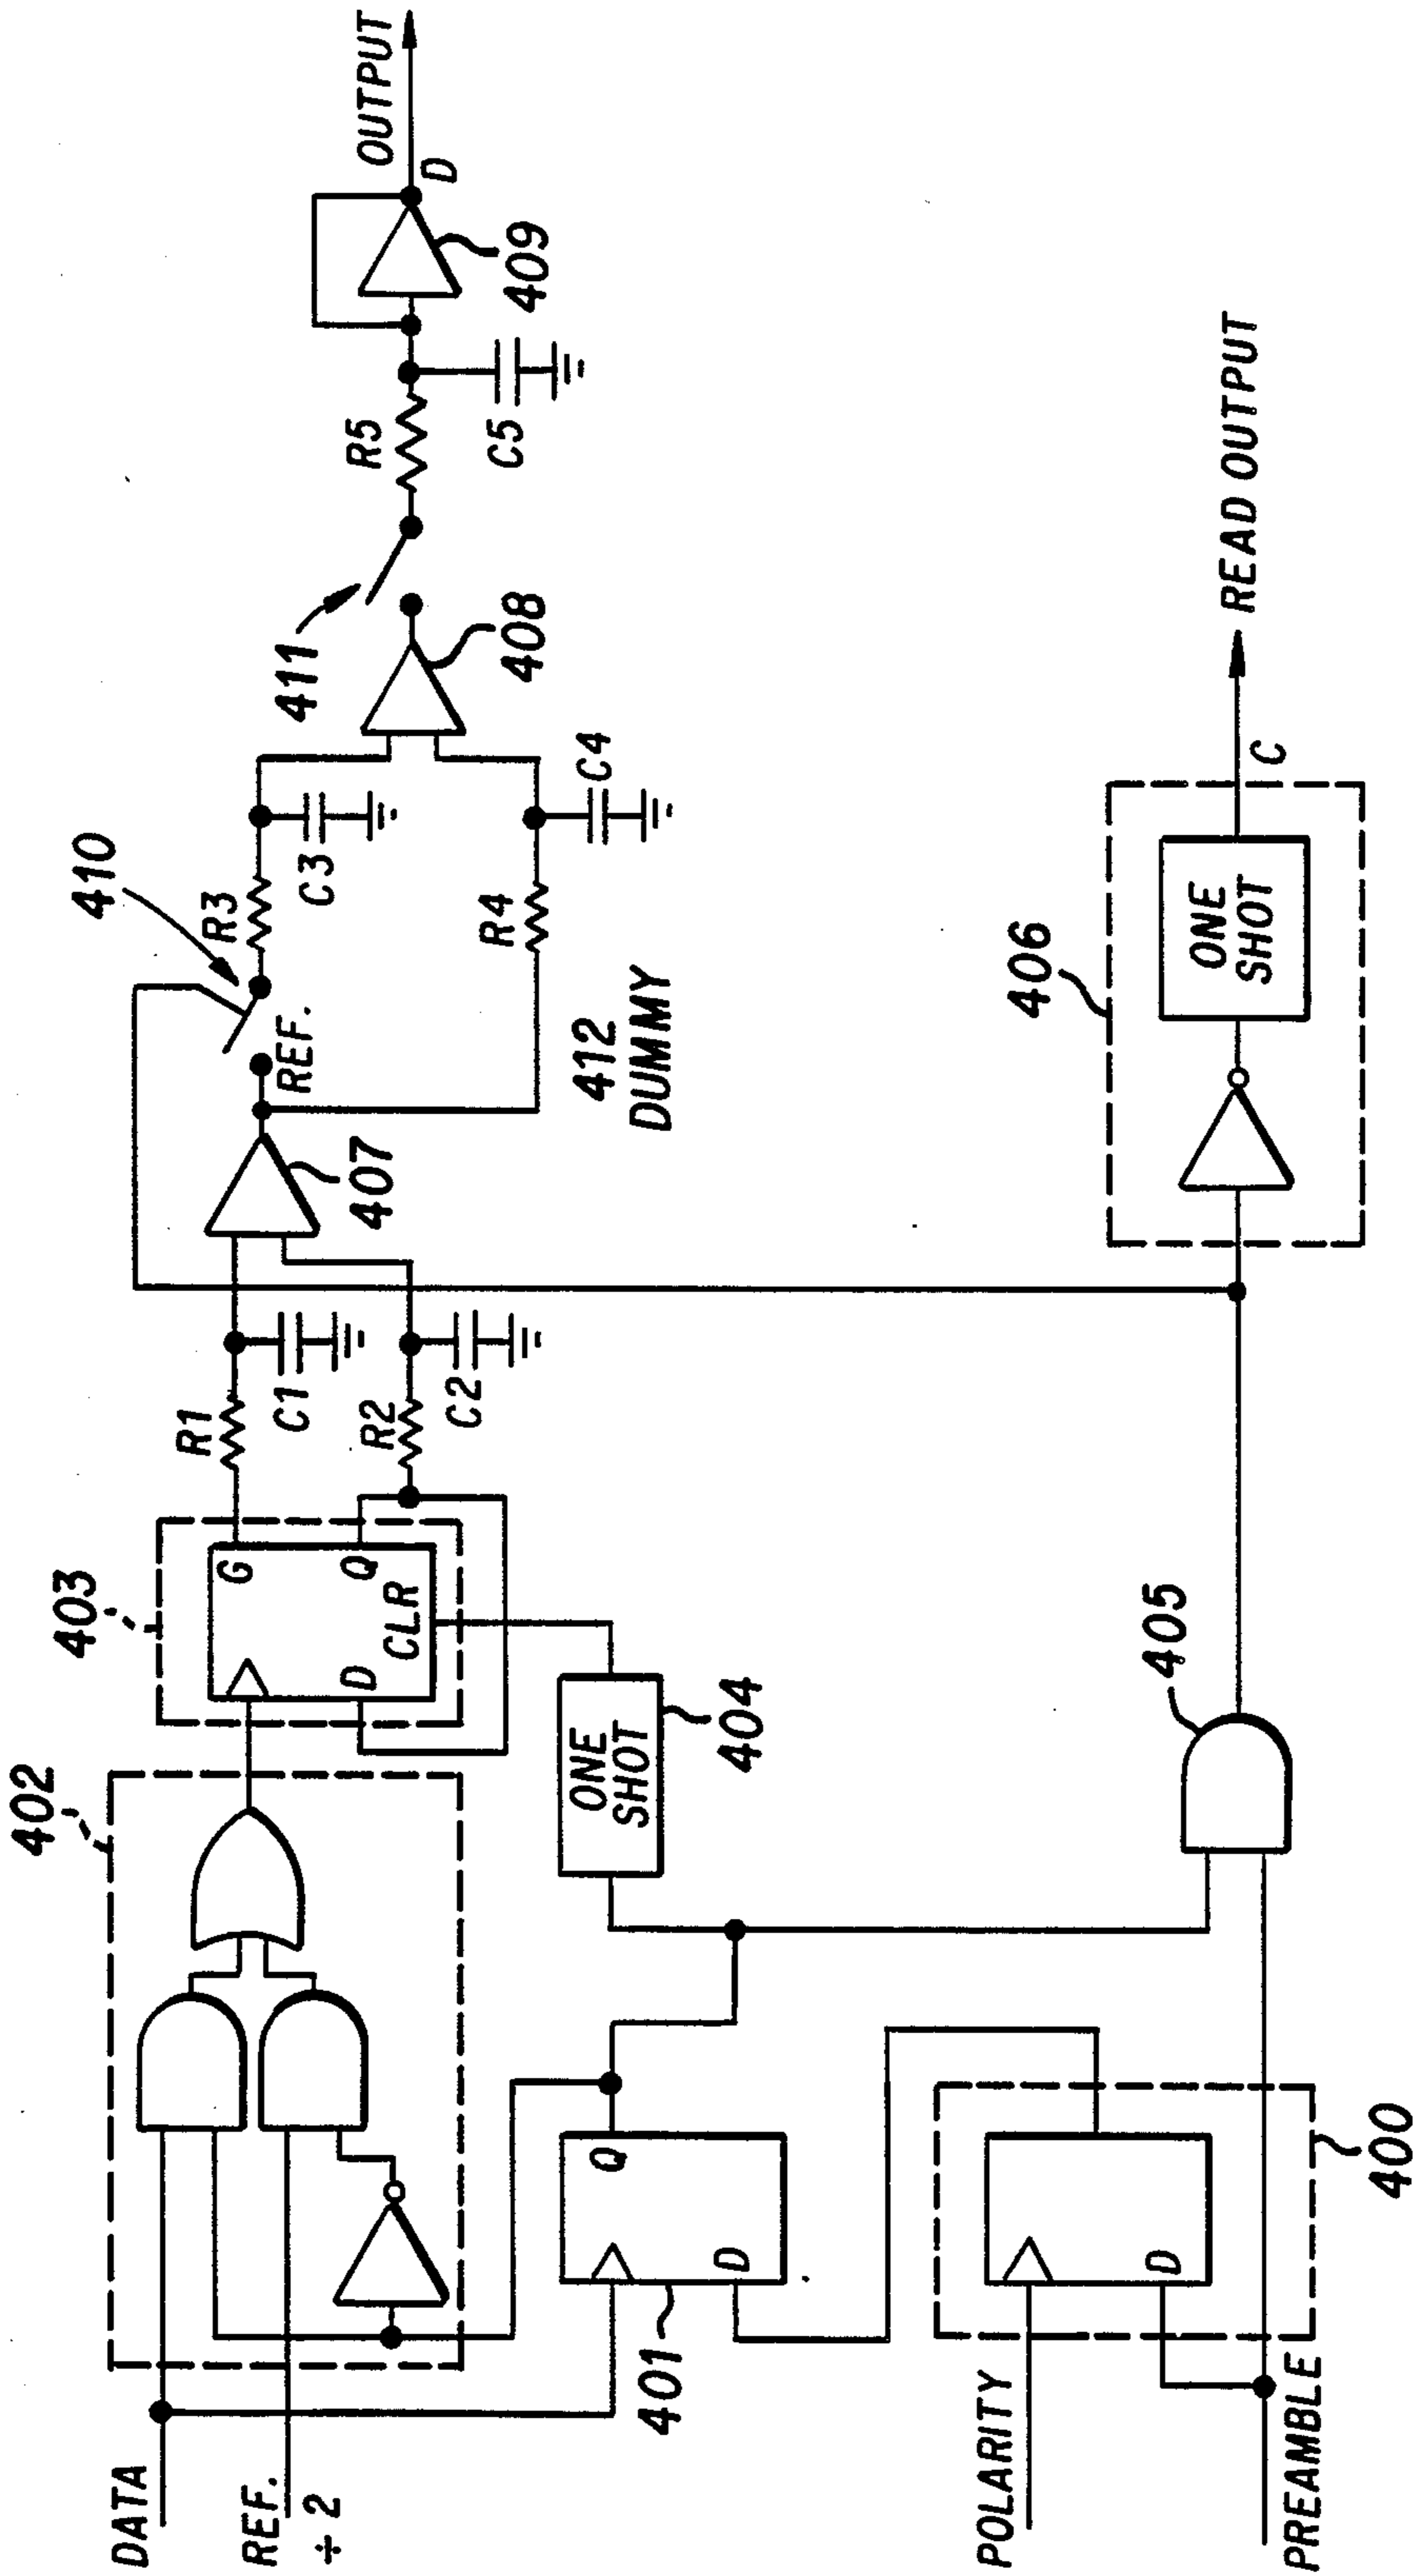 DATA
REF.
÷ 2
402
403
G
Q
D
CLR
R1
C1
R2
C2
407
REF.
410
R3
C3
R4
C4
412
DUMMY
408
411
R5
C5
409
D
OUTPUT
401
Q
D
ONE
SHOT
404
POLARITY
PREAMBLE
D
400
405
406
ONE
SHOT
C
READ OUTPUT